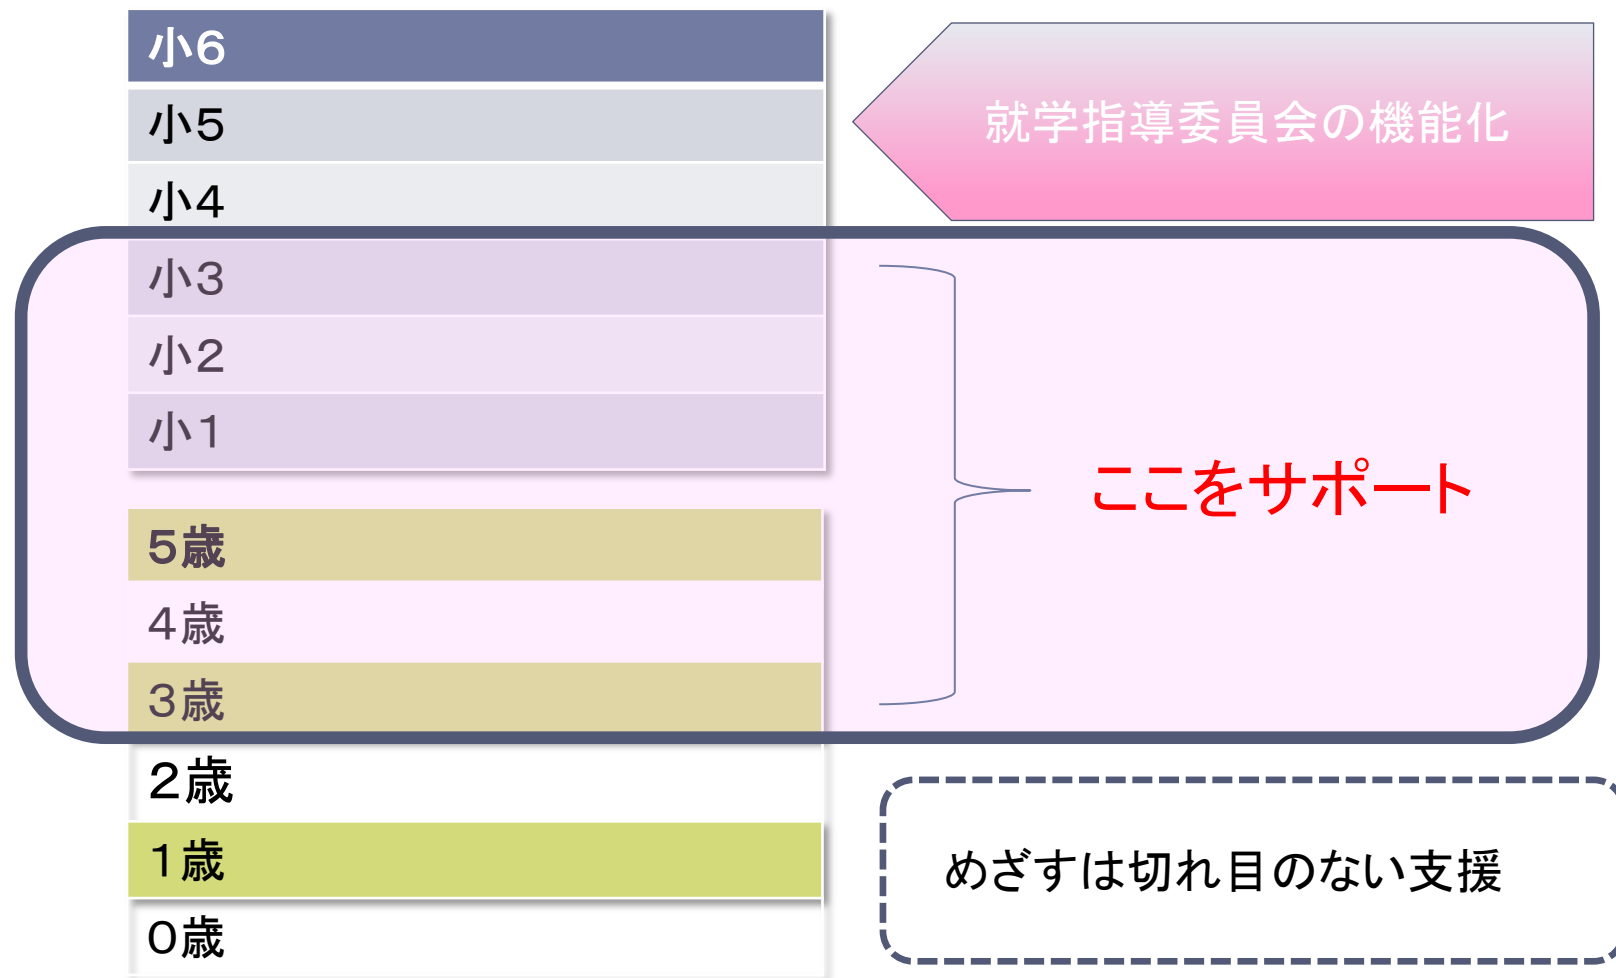 小6
小5
小4
小3
小2
小1
5歳
4歳
3歳
2歳
1歳
0歳
就学指導委員会の機能化
ここをサポート
めざすは切れ目のない支援